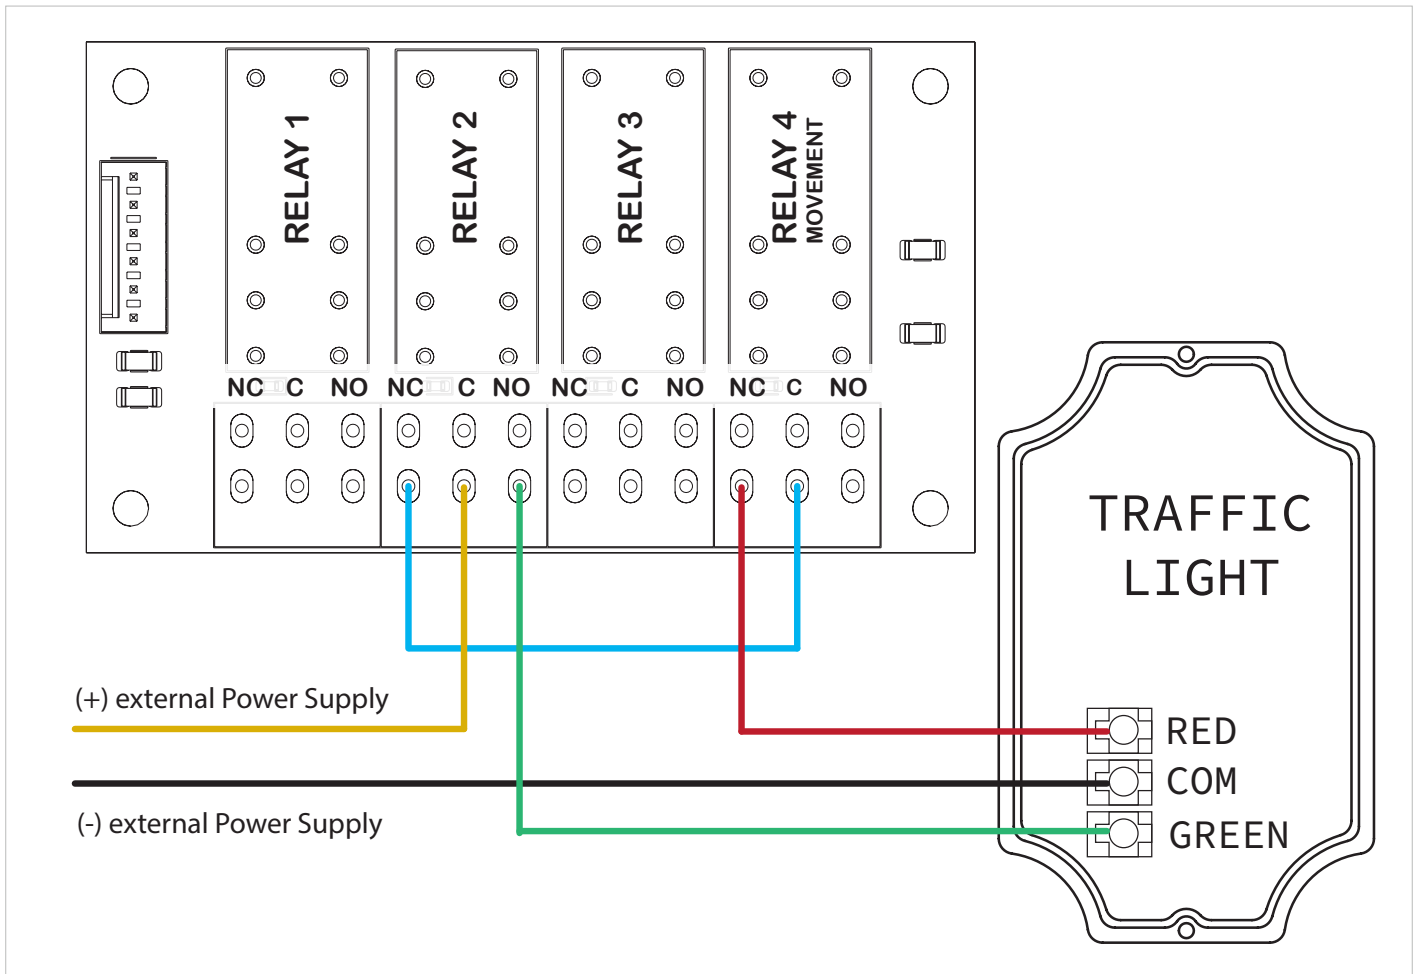 RELAY 1
RELAY 2
RELAY 3
RELAY 4
MOVEMENT
NC C NO NC C NO NC C NO NC C NO
TRAFFIC
LIGHT
(+) external Power Supply
RED
COM
(-) external Power Supply
GREEN